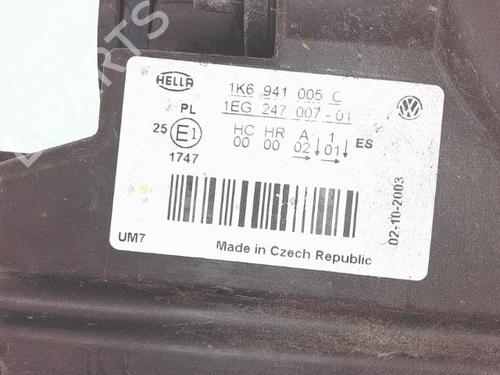 HELLA
1K6 941 005 C
1EG 247 007-01
PL
25 E1 HC HR A 1 ES
00 00 02 01
1747
UM7
Made in Czech Republic
02-10-2003
B-PARTS